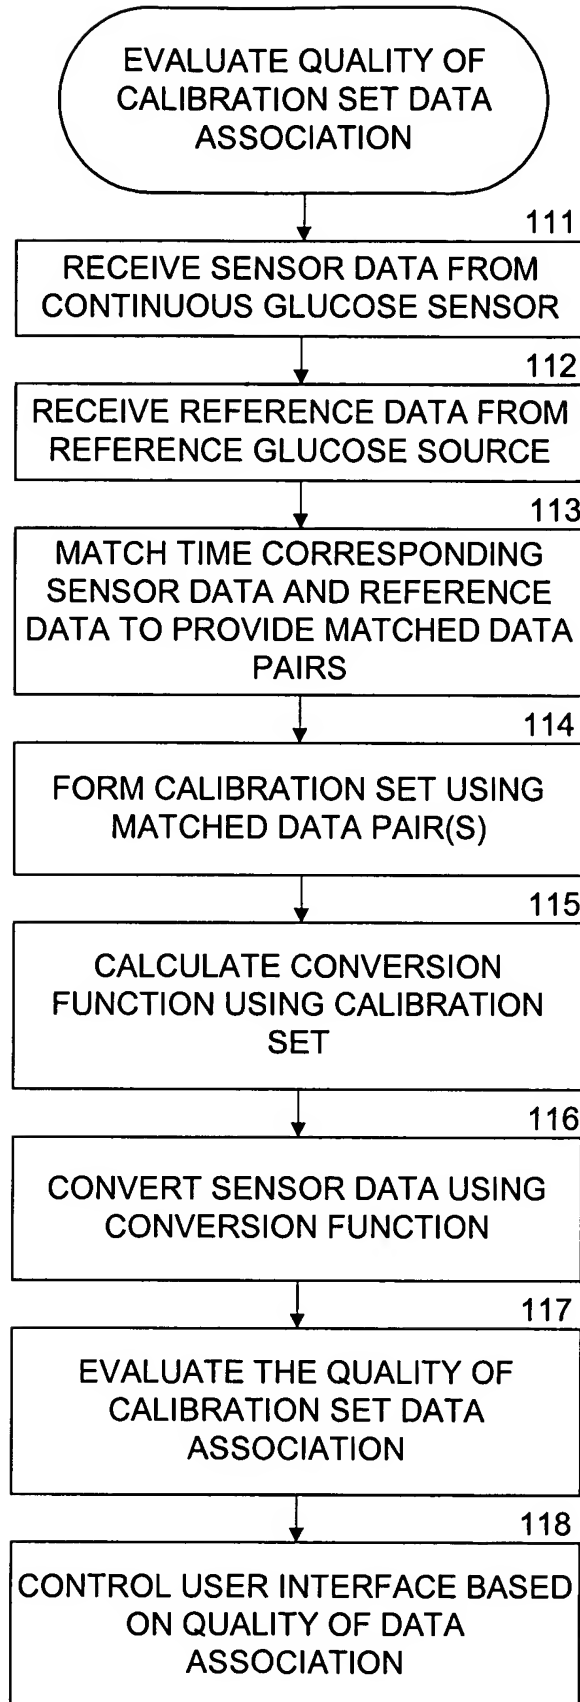 EVALUATE QUALITY OF
CALIBRATION SET DATA
ASSOCIATION
111
RECEIVE SENSOR DATA FROM
CONTINUOUS GLUCOSE SENSOR
112
RECEIVE REFERENCE DATA FROM
REFERENCE GLUCOSE SOURCE
113
MATCH TIME CORRESPONDING
SENSOR DATA AND REFERENCE
DATA TO PROVIDE MATCHED DATA
PAIRS
114
FORM CALIBRATION SET USING
MATCHED DATA PAIR(S)
115
CALCULATE CONVERSION
FUNCTION USING CALIBRATION
SET
116
CONVERT SENSOR DATA USING
CONVERSION FUNCTION
117
EVALUATE THE QUALITY OF
CALIBRATION SET DATA
ASSOCIATION
118
CONTROL USER INTERFACE BASED
ON QUALITY OF DATA
ASSOCIATION